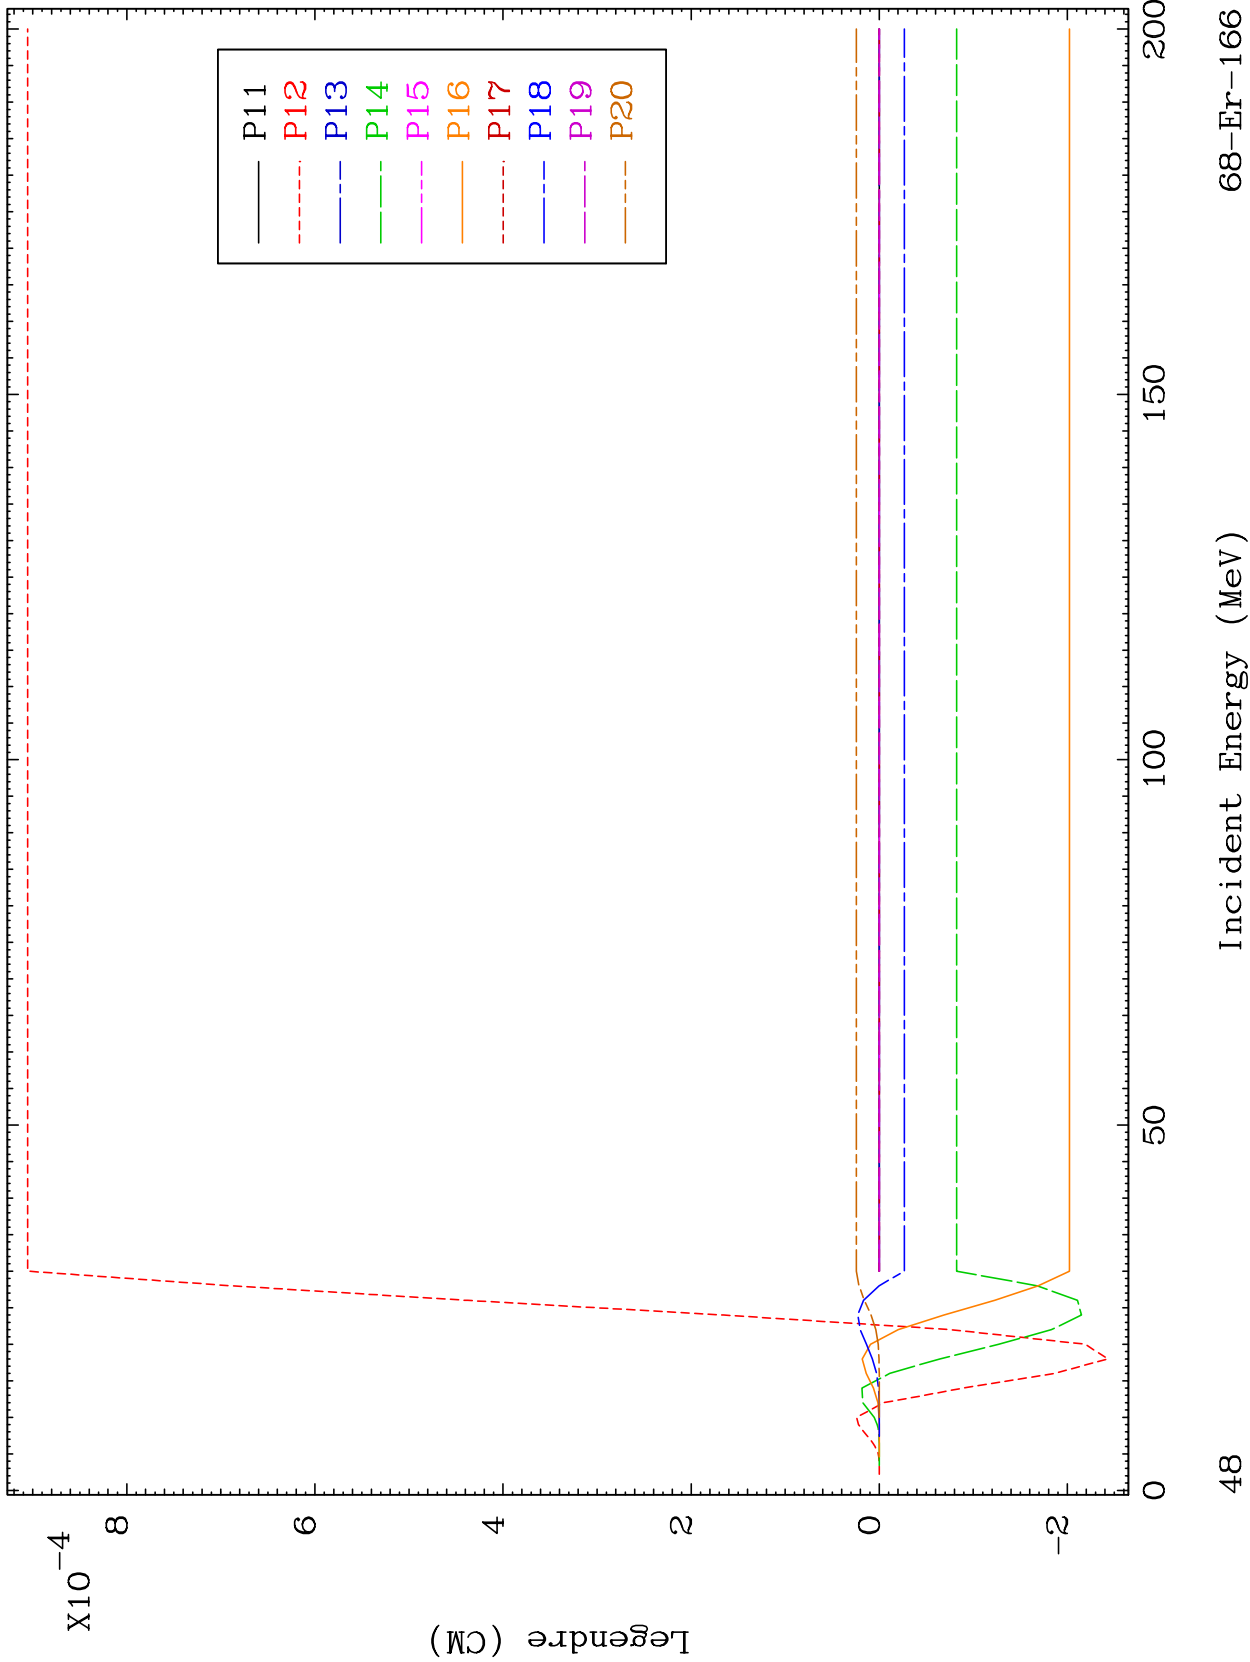 X10-4
8
6
4
2
0
-2
Legendre (CM)
P11
P12
P13
P14
P15
P16
P17
P18
P19
P20
0
50
100
150
200
Incident Energy (MeV)
48
68-Er-166